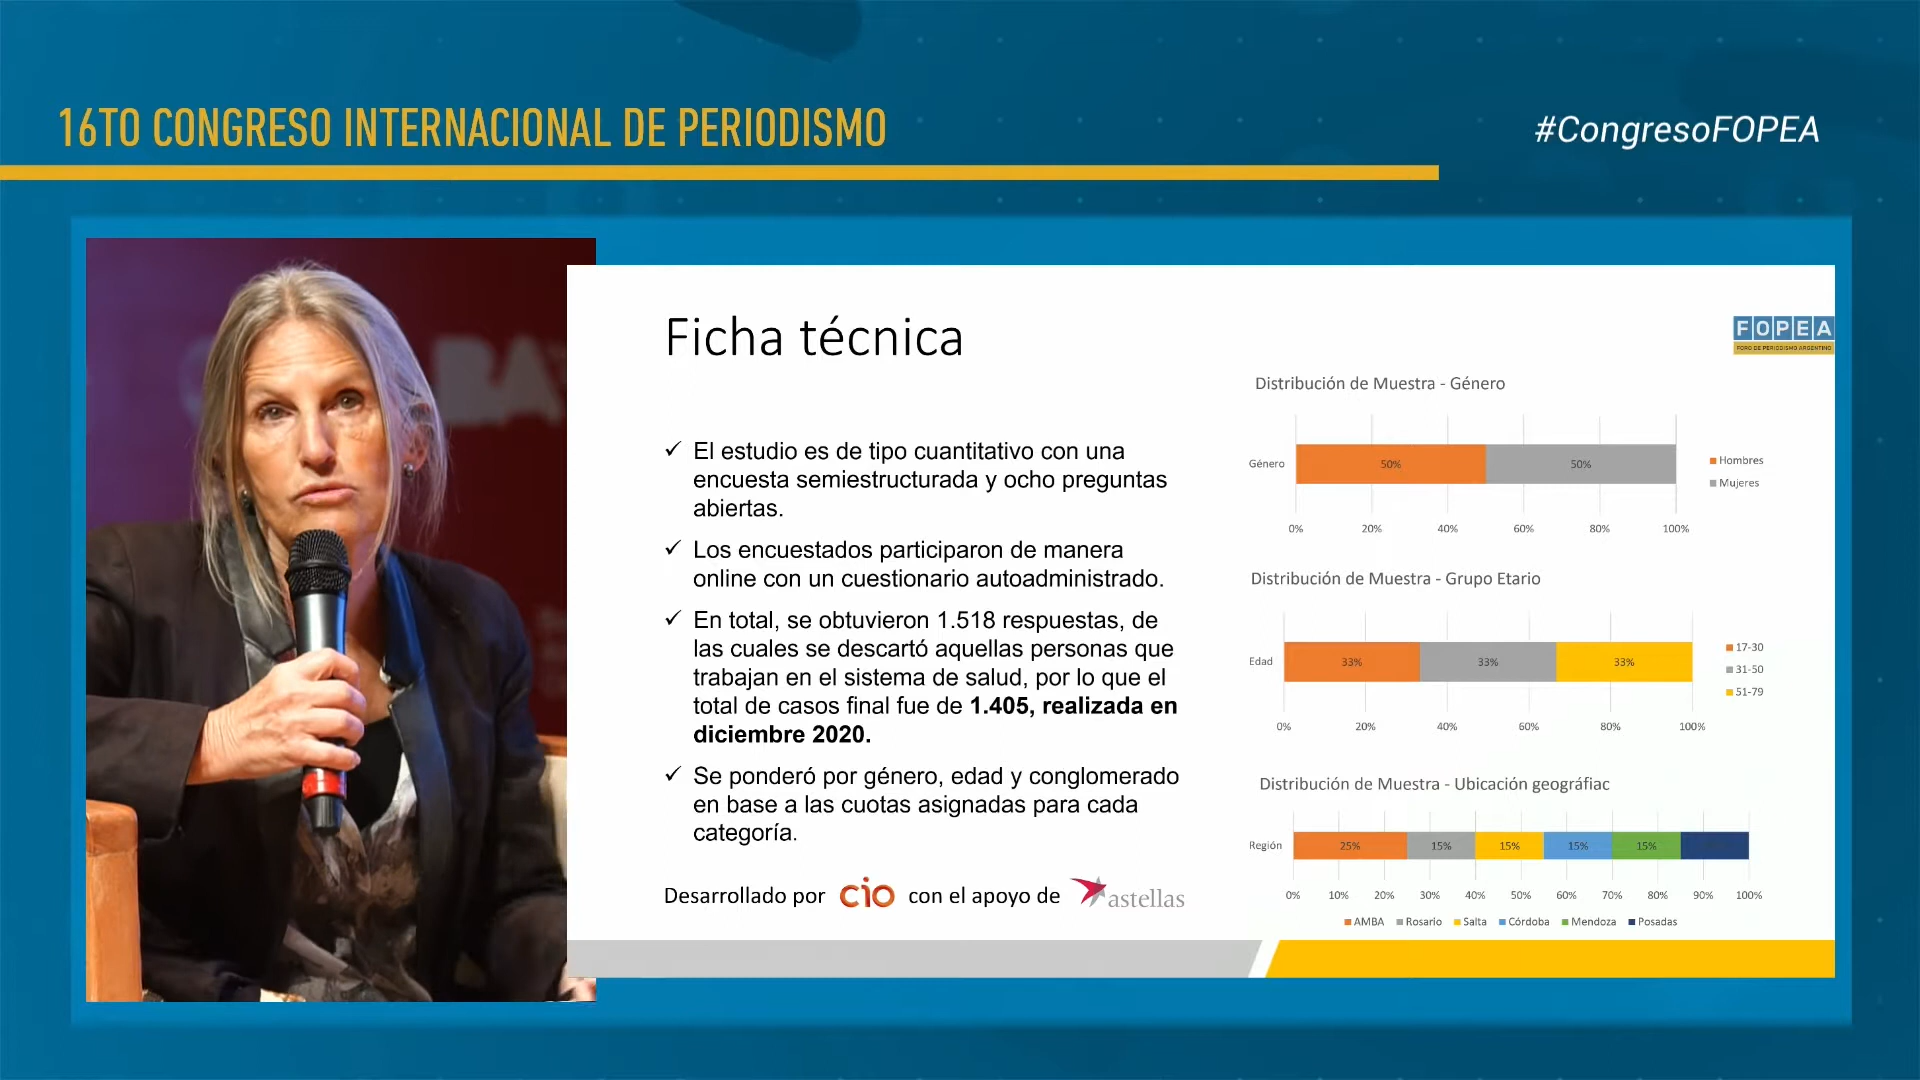 16TO CONGRESO INTERNACIONAL DE PERIODISMO
#CongresoFOPEA
BA
Ficha técnica
FOPEA
FORO DE PERIODISMO ARGENTINO
✓ El estudio es de tipo cuantitativo con una
encuesta semiestructurada y ocho preguntas
abiertas.
✓ Los encuestados participaron de manera
online con un cuestionario autoadministrado.
✓ En total, se obtuvieron 1.518 respuestas, de
las cuales se descartó aquellas personas que
trabajan en el sistema de salud, por lo que el
total de casos final fue de 1.405, realizada en
diciembre 2020.
✓ Se ponderó por género, edad y conglomerado
en base a las cuotas asignadas para cada
categoría.
Desarrollado por cio con el apoyo de astellas
Distribución de Muestra - Género
Género 50% 50%
Hombres
Mujeres
0% 20% 40% 60% 80% 100%
Distribución de Muestra - Grupo Etario
Edad 33% 33% 33%
17-30
31-50
51-79
0% 20% 40% 60% 80% 100%
Distribución de Muestra - Ubicación geográfiac
Región 25% 15% 15% 15% 15%
0% 10% 20% 30% 40% 50% 60% 70% 80% 90% 100%
AMBA Rosario Salta Córdoba Mendoza Posadas